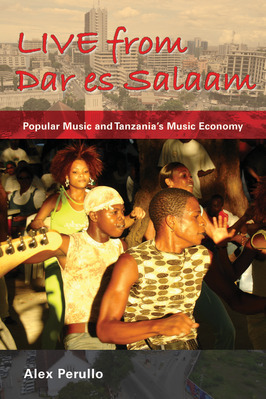 LIVE from
Dar es Salaam
Popular Music and Tanzania's Music Economy
Alex Perullo